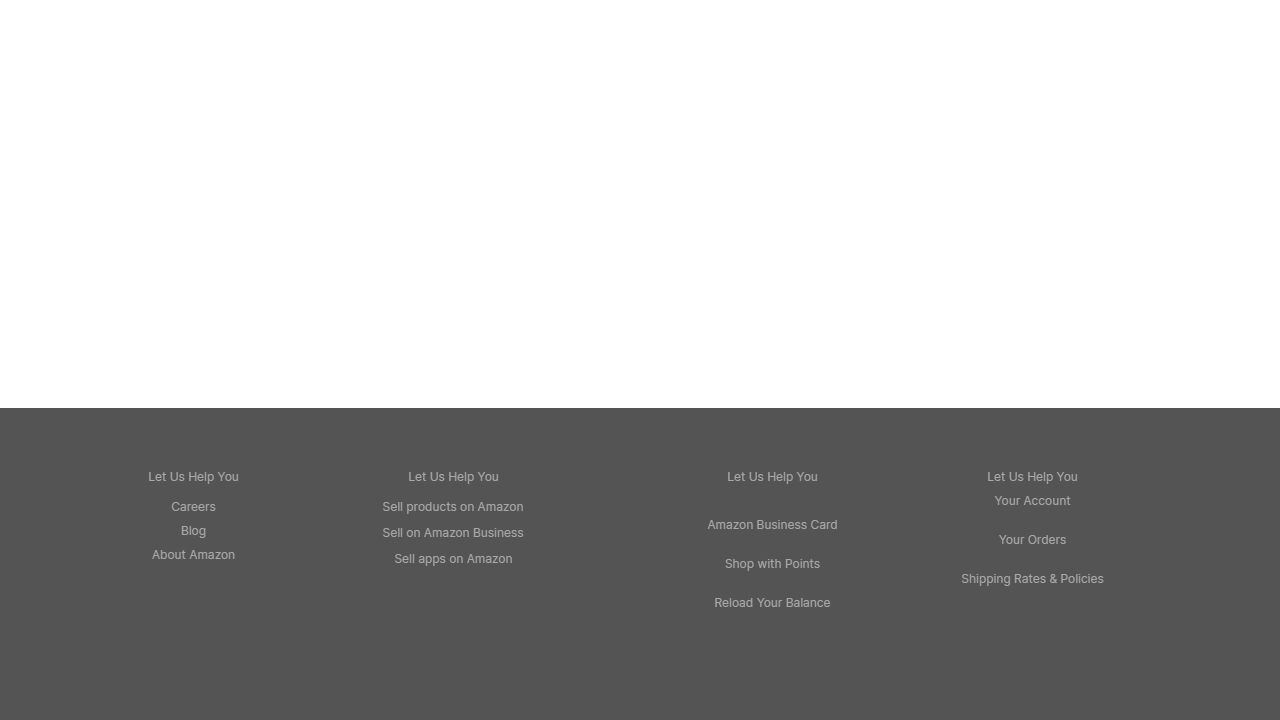 Let Us Help You
Careers
Blog
About Amazon
Let Us Help You
Sell products on Amazon
Sell on Amazon Business
Sell apps on Amazon
Let Us Help You
Amazon Business Card
Shop with Points
Reload Your Balance
Let Us Help You
Your Account
Your Orders
Shipping Rates & Policies